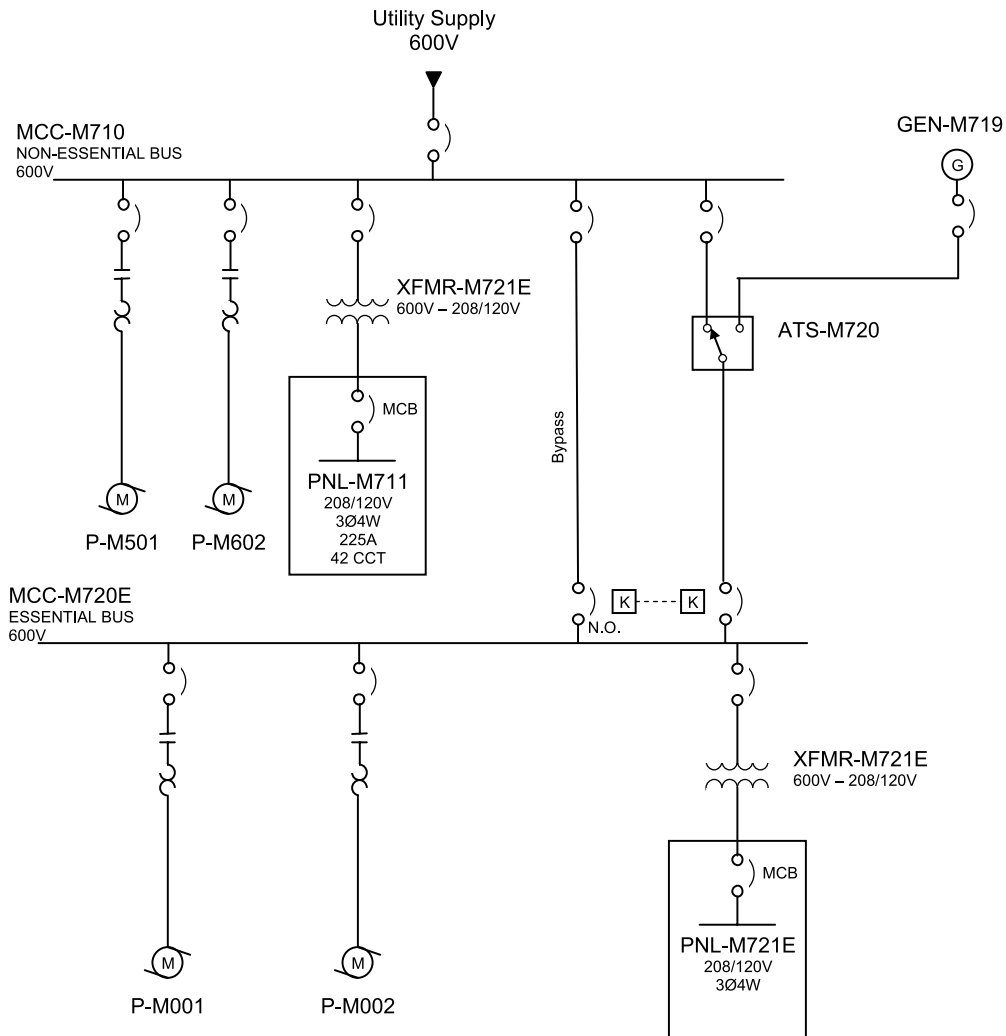 Utility Supply
600V
MCC-M710
NON-ESSENTIAL BUS
600V
GEN-M719
G
XFMR-M721E
600V – 208/120V
ATS-M720
MCB
Bypass
PNL-M711
208/120V
3Ø4W
225A
42 CCT
M
M
P-M501
P-M602
MCC-M720E
ESSENTIAL BUS
600V
K
K
N.O.
XFMR-M721E
600V – 208/120V
MCB
PNL-M721E
208/120V
3Ø4W
M
M
P-M001
P-M002